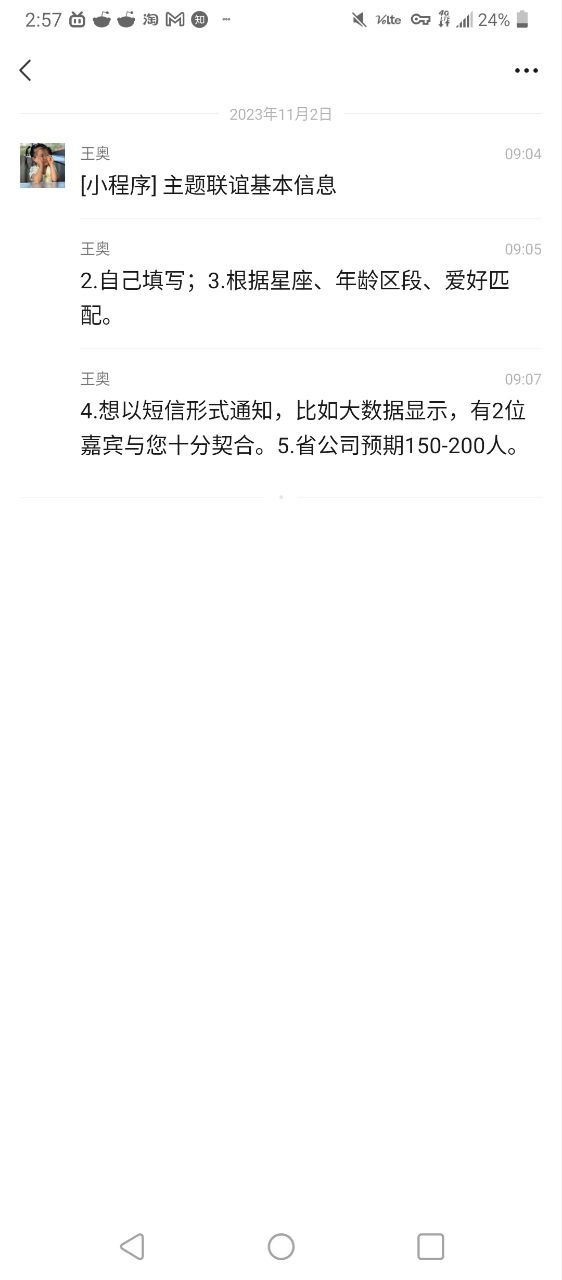 2:57 淘 知 Volte 4G 24%
2023年11月2日
王奥 09:04
[小程序] 主题联谊基本信息
王奥 09:05
2.自己填写；3.根据星座、年龄区段、爱好匹
配。
王奥 09:07
4.想以短信形式通知，比如大数据显示，有2位
嘉宾与您十分契合。5.省公司预期150-200人。